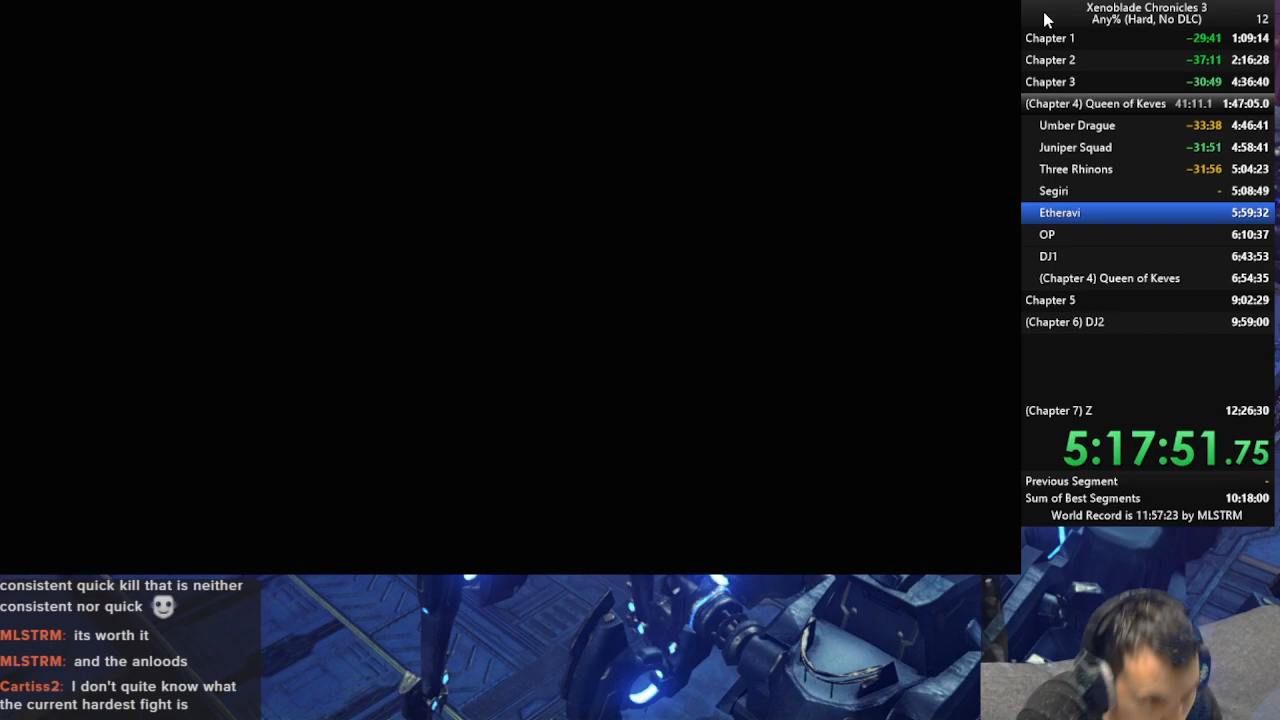 Xenoblade Chronicles 3
Any% (Hard, No DLC) 12
Chapter 1 −29:41 1:09:14
Chapter 2 −37:11 2:16:28
Chapter 3 −30:49 4:36:40
(Chapter 4) Queen of Keves 41:11.1 1:47:05.0
Umber Drague −33:38 4:46:41
Juniper Squad −31:51 4:58:41
Three Rhinons −31:56 5:04:23
Segiri - 5:08:49
Etheravi 5:59:32
OP 6:10:37
DJ1 6:43:53
(Chapter 4) Queen of Keves 6:54:35
Chapter 5 9:02:29
(Chapter 6) DJ2 9:59:00
(Chapter 7) Z 12:26:30
5:17:51.75
Previous Segment -
Sum of Best Segments 10:18:00
World Record is 11:57:23 by MLSTRM
consistent quick kill that is neither
consistent nor quick
MLSTRM: its worth it
MLSTRM: and the anloods
Cartiss2: I don't quite know what
the current hardest fight is